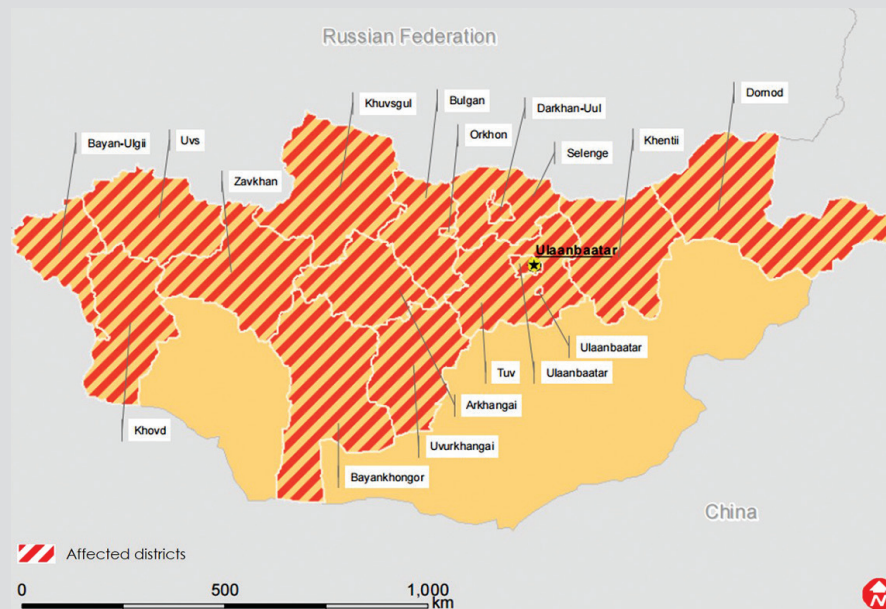 Russian Federation
Dornod
Khuvsgul
Bulgan
Darkhan-Uul
Orkhon
Bayan-Ulgii
Uvs
Khentii
Selenge
Zavkhan
Ulaanbaatar
Ulaanbaatar
Tuv
Ulaanbaatar
Arkhangai
Khovd
Uvurkhangai
Bayankhongor
China
Affected districts
0 500 1,000
km
N